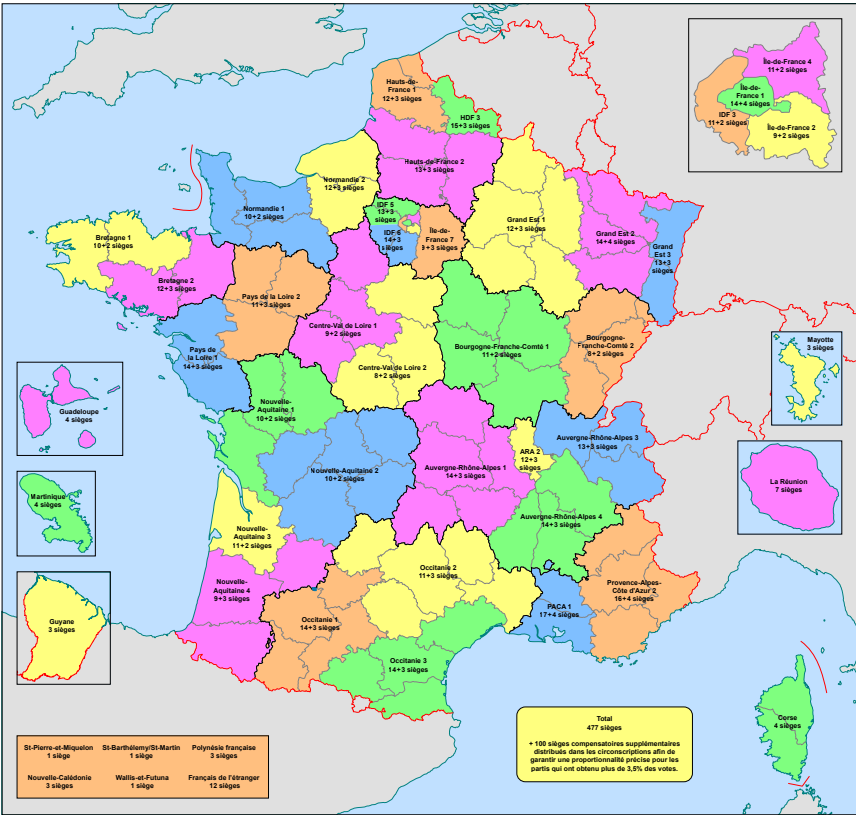 Hauts-de-
France 1
12+3 sièges
HDF 3
15+3 sièges
Île-de-France 4
11+2 sièges
Île-de-
France 1
14+4 sièges
IDF 3
11+2 sièges
Île-de-France 2
9+2 sièges
Hauts-de-France 2
13+3 sièges
Normandie 2
12+3 sièges
Normandie 1
10+2 sièges
IDF 5
13+3
sièges
IDF 6
14+3
sièges
Île-de-
France 7
9+3 sièges
Grand Est 1
12+3 sièges
Grand Est 2
14+4 sièges
Grand
Est 3
13+3
sièges
Bretagne 1
10+2 sièges
Bretagne 2
12+3 sièges
Pays de la Loire 2
11+3 sièges
Pays de
la Loire 1
14+3 sièges
Centre-Val de Loire 1
9+2 sièges
Centre-Val de Loire 2
8+2 sièges
Bourgogne-Franche-Comté 1
11+2 sièges
Bourgogne-
Franche-Comté 2
8+2 sièges
Mayotte
3 sièges
Guadeloupe
4 sièges
Nouvelle-
Aquitaine 1
10+2 sièges
Nouvelle-Aquitaine 2
10+2 sièges
Auvergne-Rhône-Alpes 1
14+3 sièges
ARA 2
12+3
sièges
Auvergne-Rhône-Alpes 3
13+3 sièges
La Réunion
7 sièges
Martinique
4 sièges
Auvergne-Rhône-Alpes 4
14+3 sièges
Nouvelle-
Aquitaine 3
11+2 sièges
Nouvelle-
Aquitaine 4
9+3 sièges
Occitanie 2
11+3 sièges
Occitanie 1
14+3 sièges
Occitanie 3
14+3 sièges
PACA 1
17+4 sièges
Provence-Alpes-
Côte d'Azur 2
16+4 sièges
Guyane
3 sièges
Corse
4 sièges
Total
477 sièges
+ 100 sièges compensatoires supplémentaires
distribués dans les circonscriptions afin de
garantir une proportionnalité précise pour les
partis qui ont obtenu plus de 3,5% des votes.
St-Pierre-et-Miquelon
1 siège
St-Barthélemy/St-Martin
1 siège
Polynésie française
3 sièges
Nouvelle-Calédonie
3 sièges
Wallis-et-Futuna
1 siège
Français de l'étranger
12 sièges